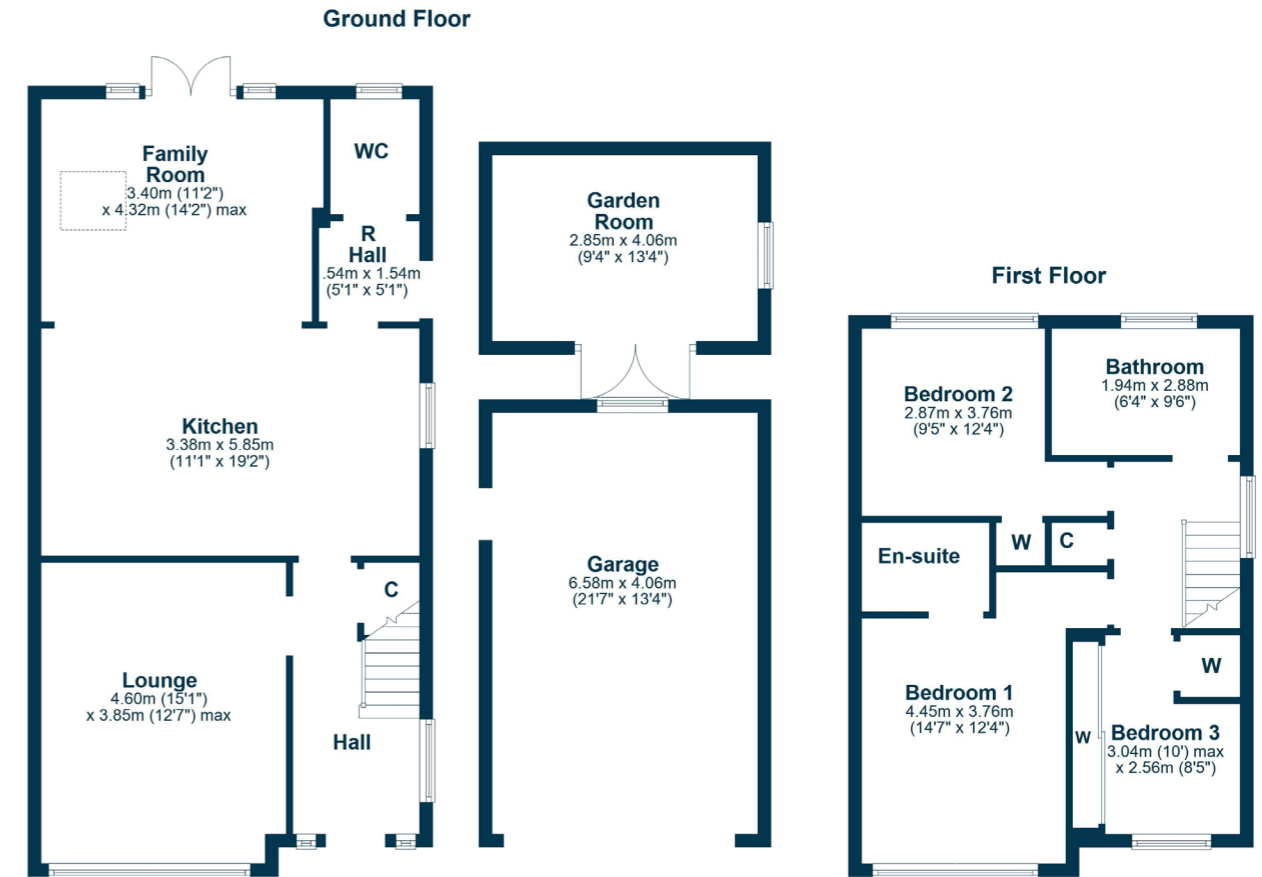 Ground Floor
Family
Room
3.40m (11'2")
x 4.32m (14'2") max
WC
R
Hall
.54m x 1.54m
(5'1" x 5'1")
Kitchen
3.38m x 5.85m
(11'1" x 19'2")
C
Lounge
4.60m (15'1")
x 3.85m (12'7") max
Hall
Garden
Room
2.85m x 4.06m
(9'4" x 13'4")
Garage
6.58m x 4.06m
(21'7" x 13'4")
First Floor
Bedroom 2
2.87m x 3.76m
(9'5" x 12'4")
Bathroom
1.94m x 2.88m
(6'4" x 9'6")
En-suite
W
C
Bedroom 1
4.45m x 3.76m
(14'7" x 12'4")
W
W
Bedroom 3
3.04m (10') max
x 2.56m (8'5")